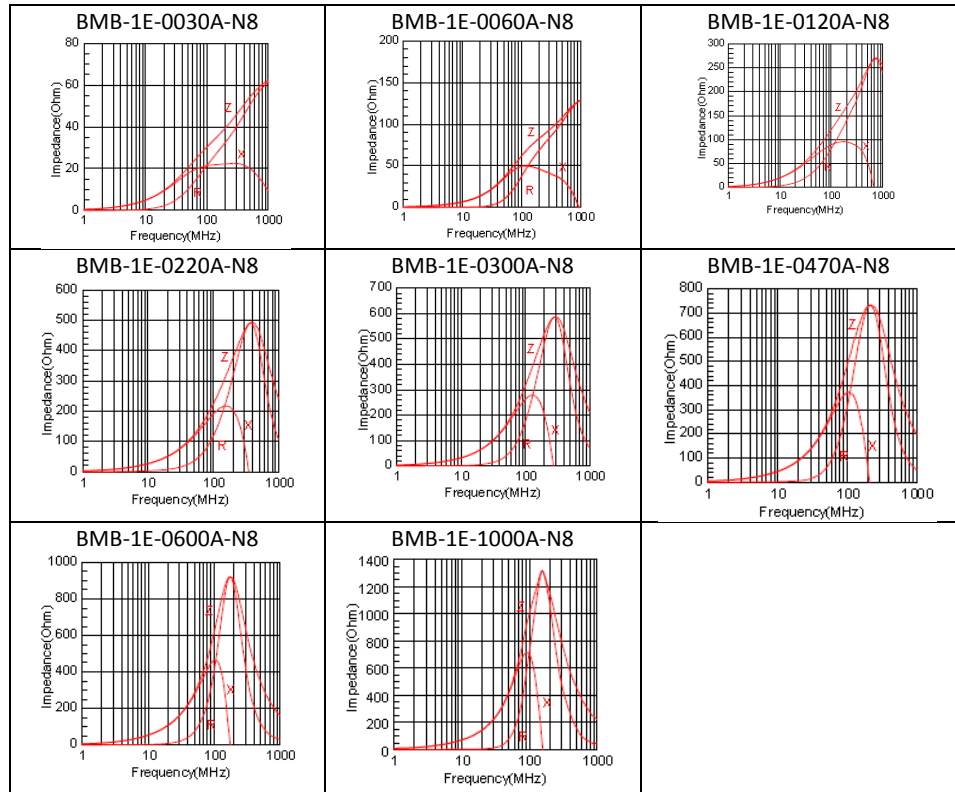 BMB-1E-0030A-N8
80
60
40
20
0
Impedance(Ohm)
Z
X
R
1 10 100 1000
Frequency(MHz)
BMB-1E-0060A-N8
200
150
100
50
0
Impedance(Ohm)
Z
X
R
1 10 100 1000
Frequency(MHz)
BMB-1E-0120A-N8
300
250
200
150
100
50
0
Impedance(Ohm)
Z
X
R
1 10 100 1000
Frequency(MHz)
BMB-1E-0220A-N8
600
500
400
300
200
100
0
Impedance(Ohm)
Z
X
R
1 10 100 1000
Frequency(MHz)
BMB-1E-0300A-N8
700
600
500
400
300
200
100
0
Impedance(Ohm)
Z
X
R
1 10 100 1000
Frequency(MHz)
BMB-1E-0470A-N8
800
700
600
500
400
300
200
100
0
Impedance(Ohm)
Z
X
R
1 10 100 1000
Frequency(MHz)
BMB-1E-0600A-N8
1000
800
600
400
200
0
Impedance(Ohm)
Z
X
R
1 10 100 1000
Frequency(MHz)
BMB-1E-1000A-N8
1400
1200
1000
800
600
400
200
0
Impedance(Ohm)
Z
X
R
1 10 100 1000
Frequency(MHz)